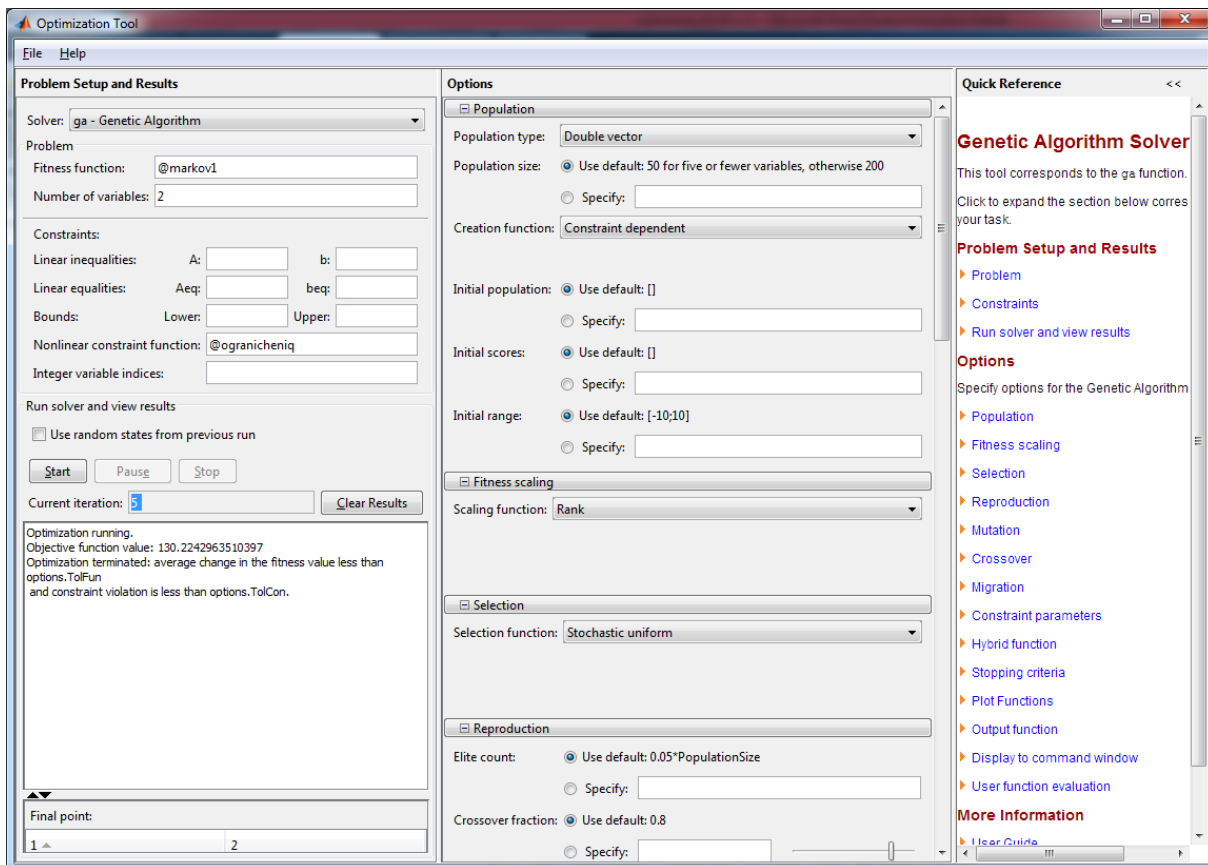 Optimization Tool
File Help
Problem Setup and Results
Solver: ga - Genetic Algorithm
Problem
Fitness function: @markov1
Number of variables: 2
Constraints:
Linear inequalities: A: b:
Linear equalities: Aeq: beq:
Bounds: Lower: Upper:
Nonlinear constraint function: @ogranicheniq
Integer variable indices:
Run solver and view results
Use random states from previous run
Start Pause Stop
Current iteration: 5 Clear Results
Optimization running.
Objective function value: 130.2242963510397
Optimization terminated: average change in the fitness value less than
options.TolFun
and constraint violation is less than options.TolCon.
Final point:
1 2
Options
Population
Population type: Double vector
Population size: Use default: 50 for five or fewer variables, otherwise 200
Specify:
Creation function: Constraint dependent
Initial population: Use default: []
Specify:
Initial scores: Use default: []
Specify:
Initial range: Use default: [-10;10]
Specify:
Fitness scaling
Scaling function: Rank
Selection
Selection function: Stochastic uniform
Reproduction
Elite count: Use default: 0.05*PopulationSize
Specify:
Crossover fraction: Use default: 0.8
Specify:
Quick Reference <<
Genetic Algorithm Solver
This tool corresponds to the ga function.
Click to expand the section below corres
your task.
Problem Setup and Results
Problem
Constraints
Run solver and view results
Options
Specify options for the Genetic Algorithm
Population
Fitness scaling
Selection
Reproduction
Mutation
Crossover
Migration
Constraint parameters
Hybrid function
Stopping criteria
Plot Functions
Output function
Display to command window
User function evaluation
More Information
User Guide